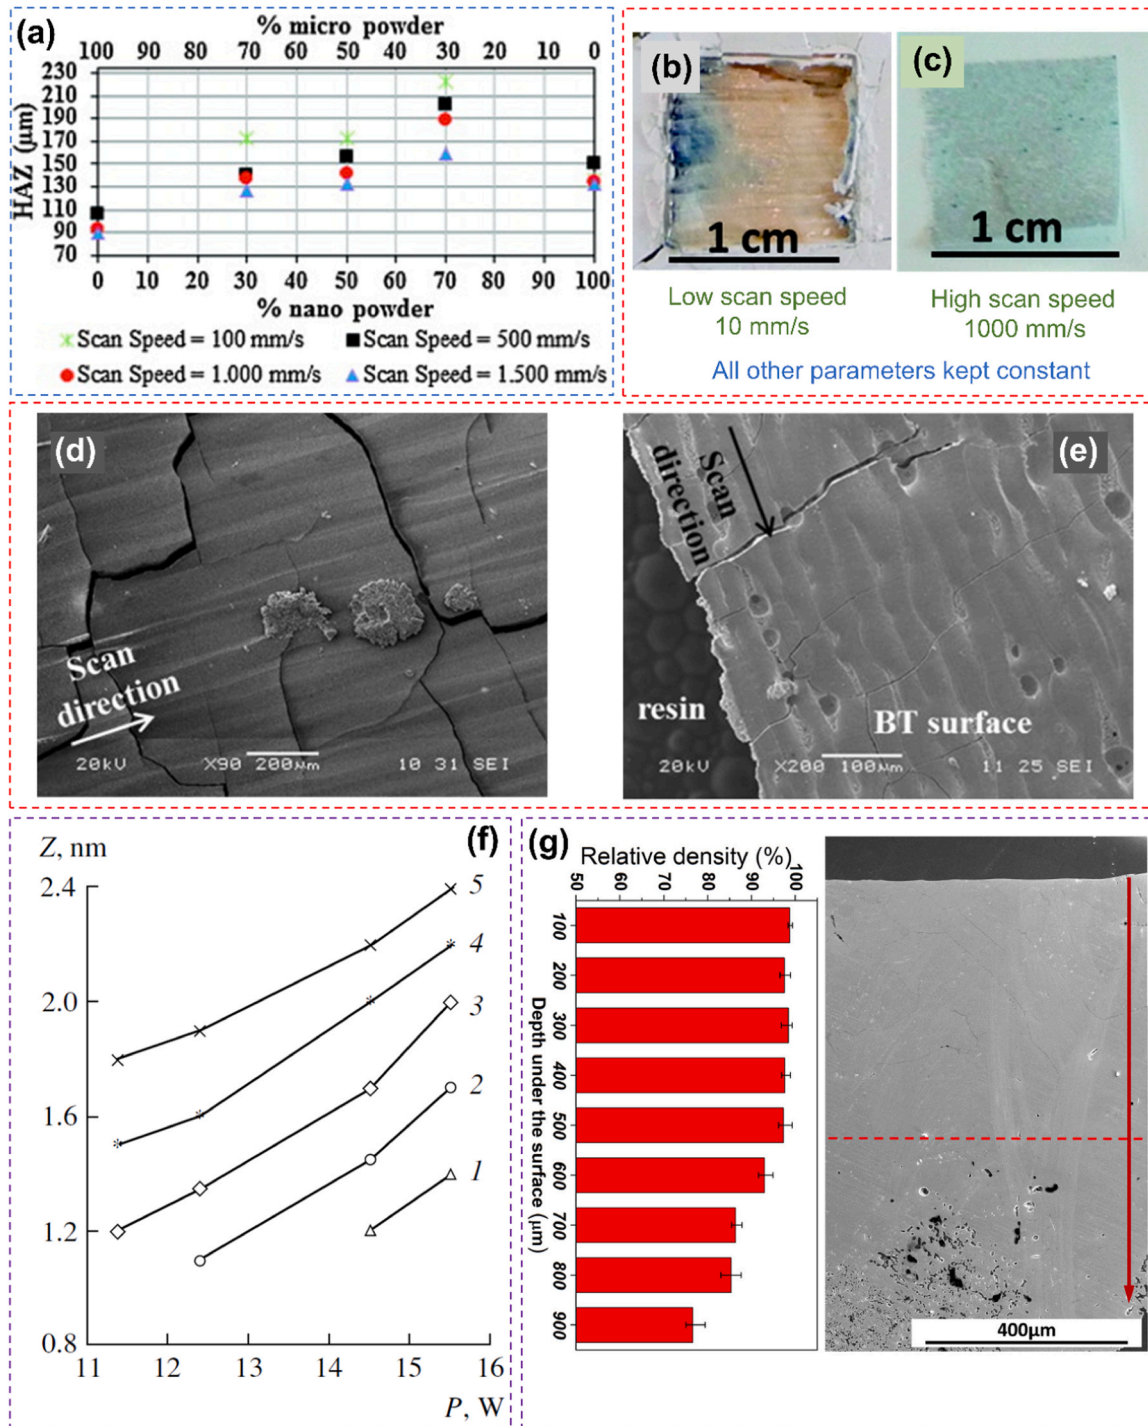 (a)
% micro powder
100 90 80 70 60 50 40 30 20 10 0
HAZ (µm)
230
210
190
170
150
130
110
90
70
0 10 20 30 40 50 60 70 80 90 100
% nano powder
Scan Speed = 100 mm/s
Scan Speed = 500 mm/s
Scan Speed = 1.000 mm/s
Scan Speed = 1.500 mm/s
(b)
1 cm
(c)
1 cm
Low scan speed
10 mm/s
High scan speed
1000 mm/s
All other parameters kept constant
(d)
Scan
direction
20kV X90 200µm 10 31 SEI
(e)
Scan
direction
resin
BT surface
20kV X200 100µm 11 25 SEI
(f)
Z, nm
2.4
2.0
1.6
1.2
0.8
5
4
3
2
1
11 12 13 14 15 16
P, W
(g)
Relative density (%)
50 60 70 80 90 100
100
200
300
400
500
600
700
800
900
Depth under the surface (µm)
400µm